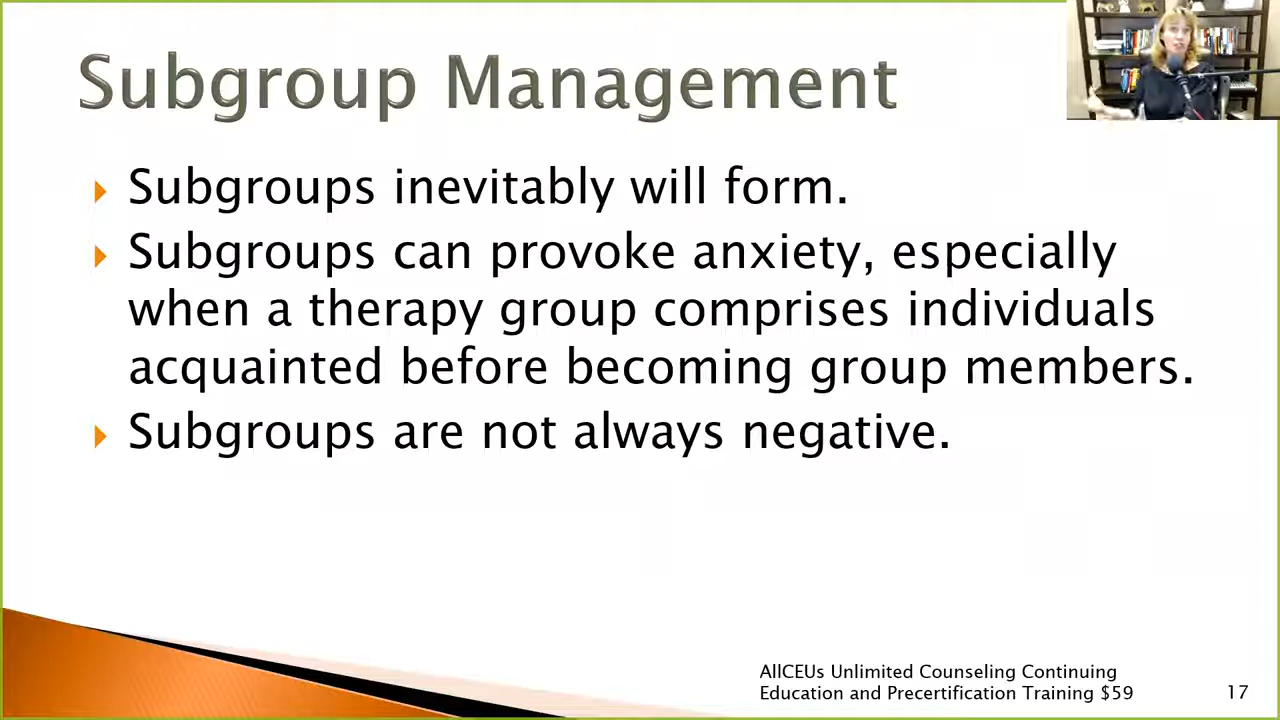 Subgroup Management
Subgroups inevitably will form.
Subgroups can provoke anxiety, especially
when a therapy group comprises individuals
acquainted before becoming group members.
Subgroups are not always negative.
AllCEUs Unlimited Counseling Continuing
Education and Precertification Training $59
17